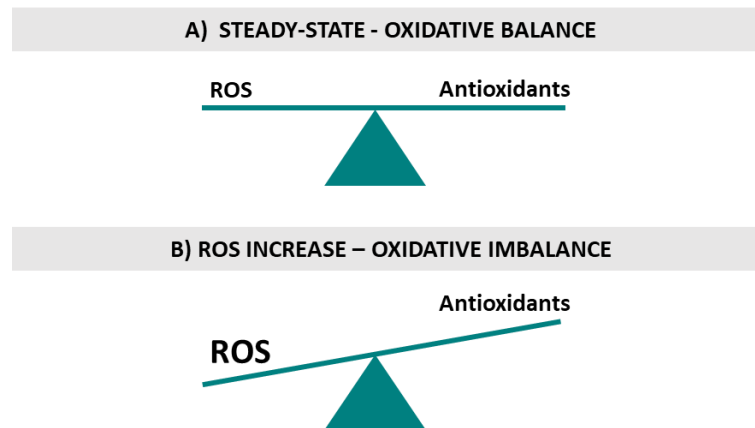 A) STEADY-STATE - OXIDATIVE BALANCE
ROS
Antioxidants
B) ROS INCREASE – OXIDATIVE IMBALANCE
Antioxidants
ROS